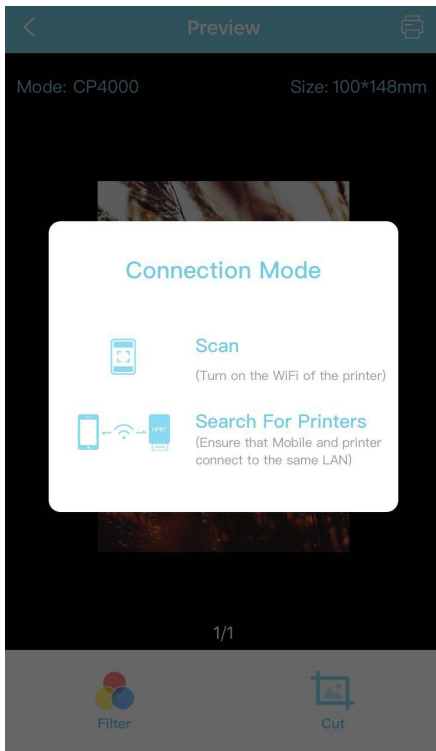 Preview
Mode: CP4000
Size: 100*148mm
Connection Mode
Scan
(Turn on the WiFi of the printer)
HPRT
Search For Printers
(Ensure that Mobile and printer
connect to the same LAN)
1/1
Filter
Cut